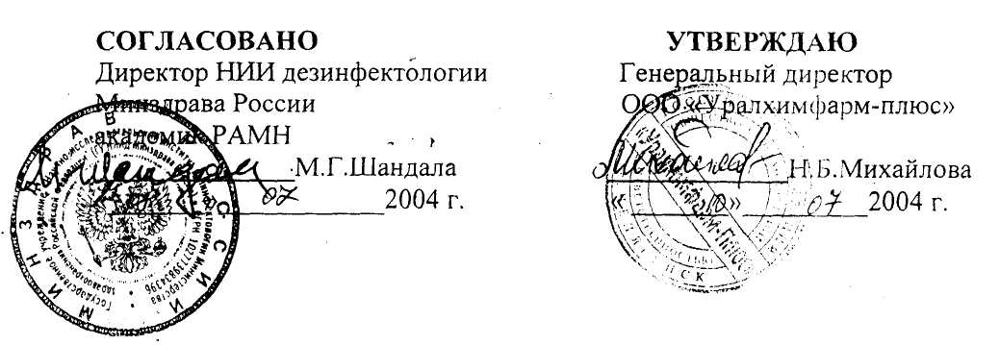 СОГЛАСОВАНО
Директор НИИ дезинфектологии
Минздрава России
академик РАМН
М.Г.Шандала
07 2004 г.
УТВЕРЖДАЮ
Генеральный директор
ООО «Уралхимфарм-плюс»
Н.Б.Михайлова
«10» 07 2004 г.